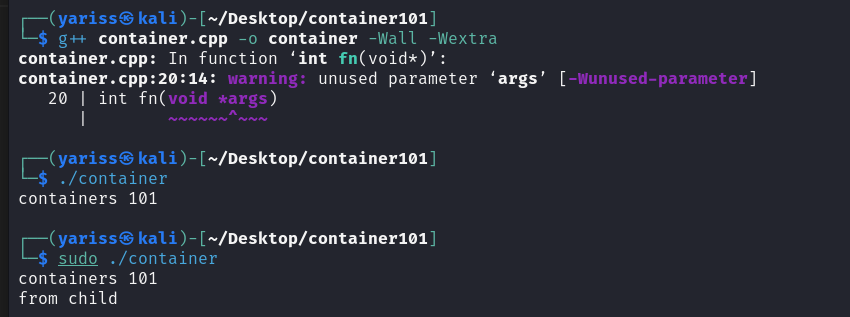 ┌──(yariss㉿kali)-[~/Desktop/container101]
└─$ g++ container.cpp -o container -Wall -Wextra
container.cpp: In function ‘int fn(void*)’:
container.cpp:20:14: warning: unused parameter ‘args’ [-Wunused-parameter]
   20 | int fn(void *args)
      |        ~~~~~~^~~~
┌──(yariss㉿kali)-[~/Desktop/container101]
└─$ ./container
containers 101
┌──(yariss㉿kali)-[~/Desktop/container101]
└─$ sudo ./container
containers 101
from child